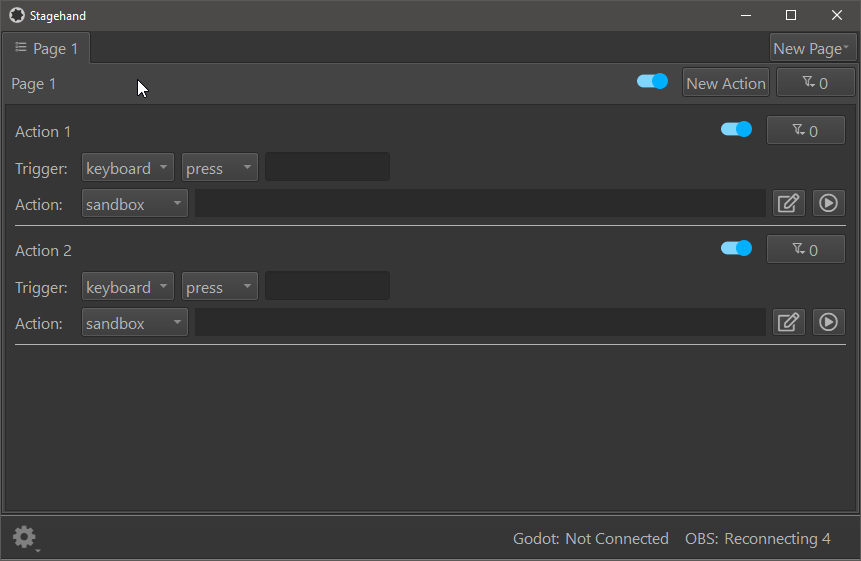 Stagehand
Page 1
New Page
Page 1
New Action
0
Action 1
0
Trigger: keyboard press
Action: sandbox
Action 2
0
Trigger: keyboard press
Action: sandbox
Godot: Not Connected OBS: Reconnecting 4